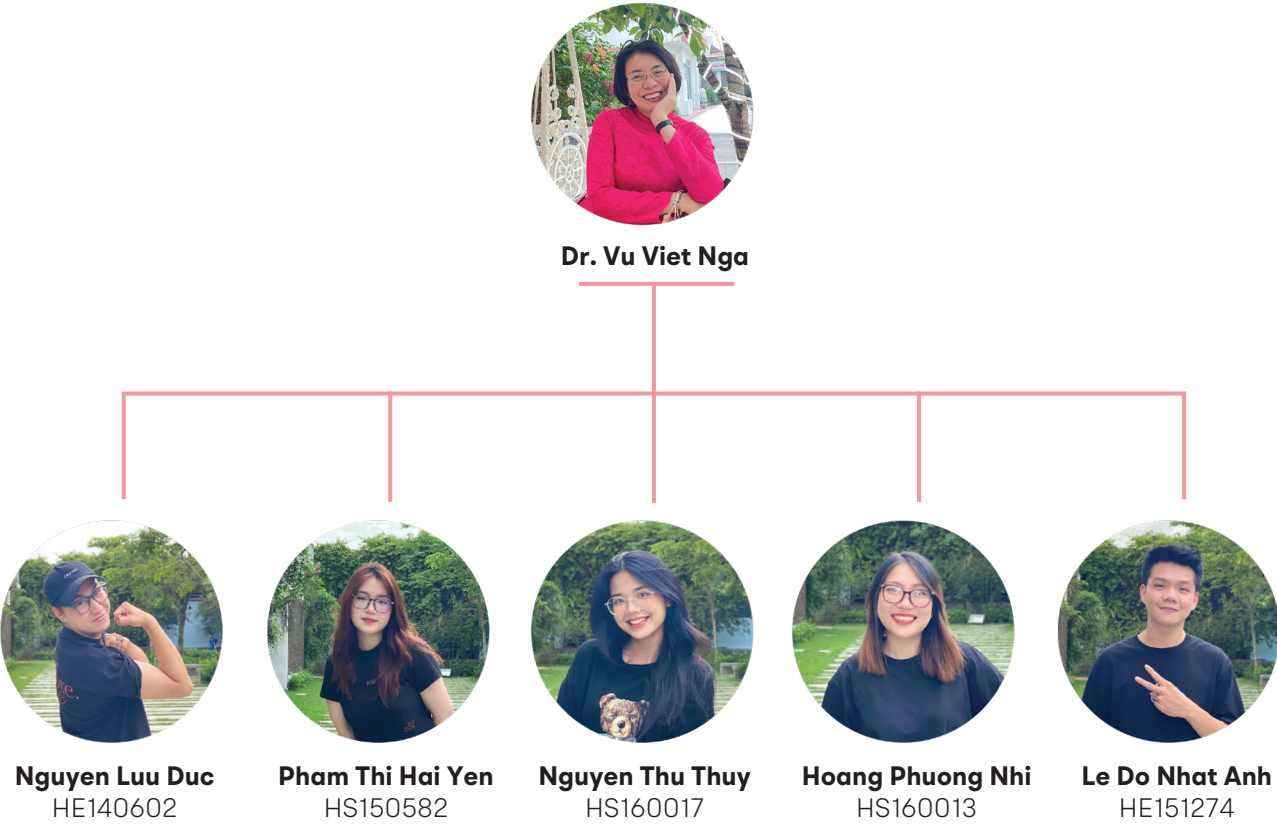 Dr. Vu Viet Nga
Nguyen Luu Duc
HE140602
Pham Thi Hai Yen
HS150582
Nguyen Thu Thuy
HS160017
Hoang Phuong Nhi
HS160013
Le Do Nhat Anh
HE151274